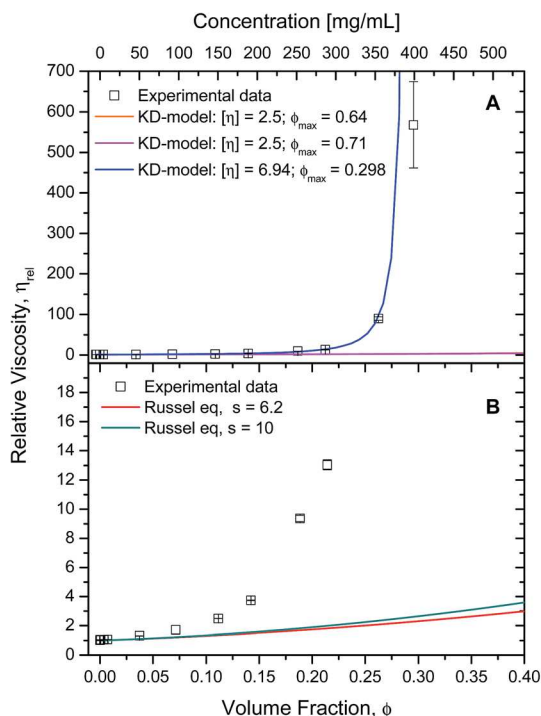 Concentration [mg/mL]
0 50 100 150 200 250 300 350 400 450 500
700
600
500
400
300
200
100
0
A
Experimental data
KD-model: [η] = 2.5; ϕmax = 0.64
KD-model: [η] = 2.5; ϕmax = 0.71
KD-model: [η] = 6.94; ϕmax = 0.298
Relative Viscosity, ηrel
18
16
14
12
10
8
6
4
2
0
B
Experimental data
Russel eq, s = 6.2
Russel eq, s = 10
0.00 0.05 0.10 0.15 0.20 0.25 0.30 0.35 0.40
Volume Fraction, ϕ